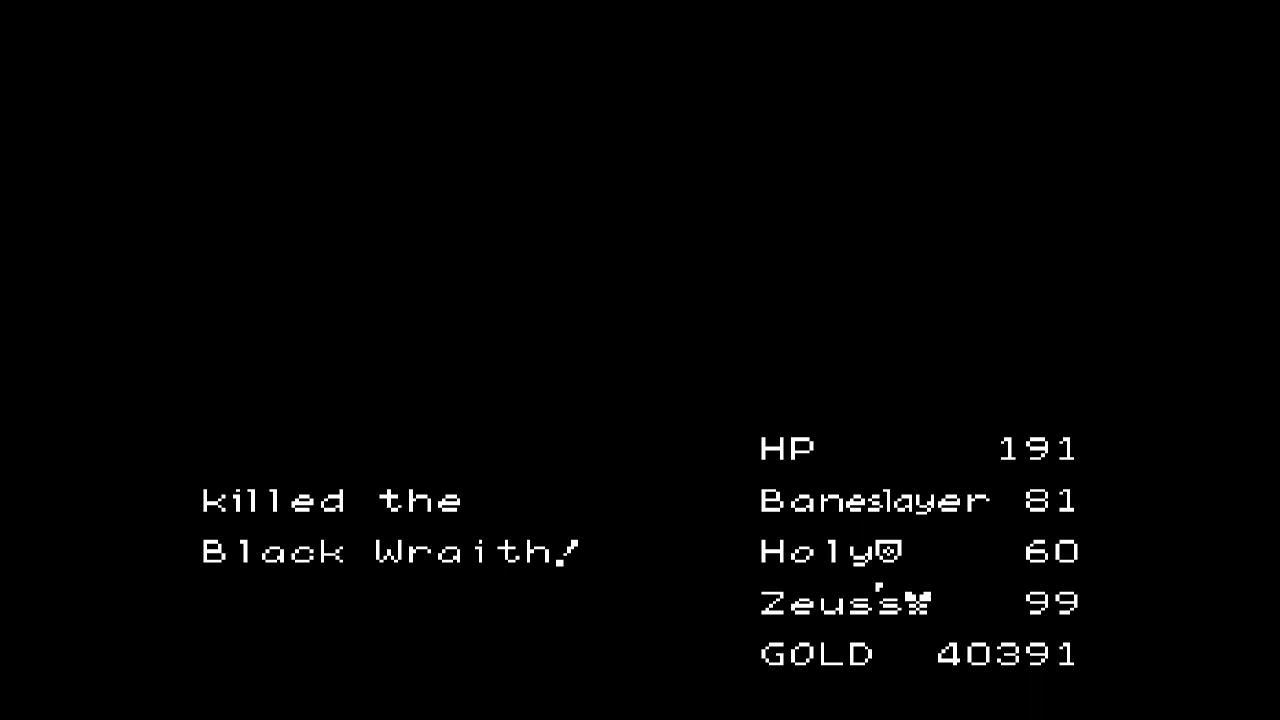 killed the
Black Wraith!
HP 191
Baneslayer 81
Holy 60
Zeus's 99
GOLD 40391